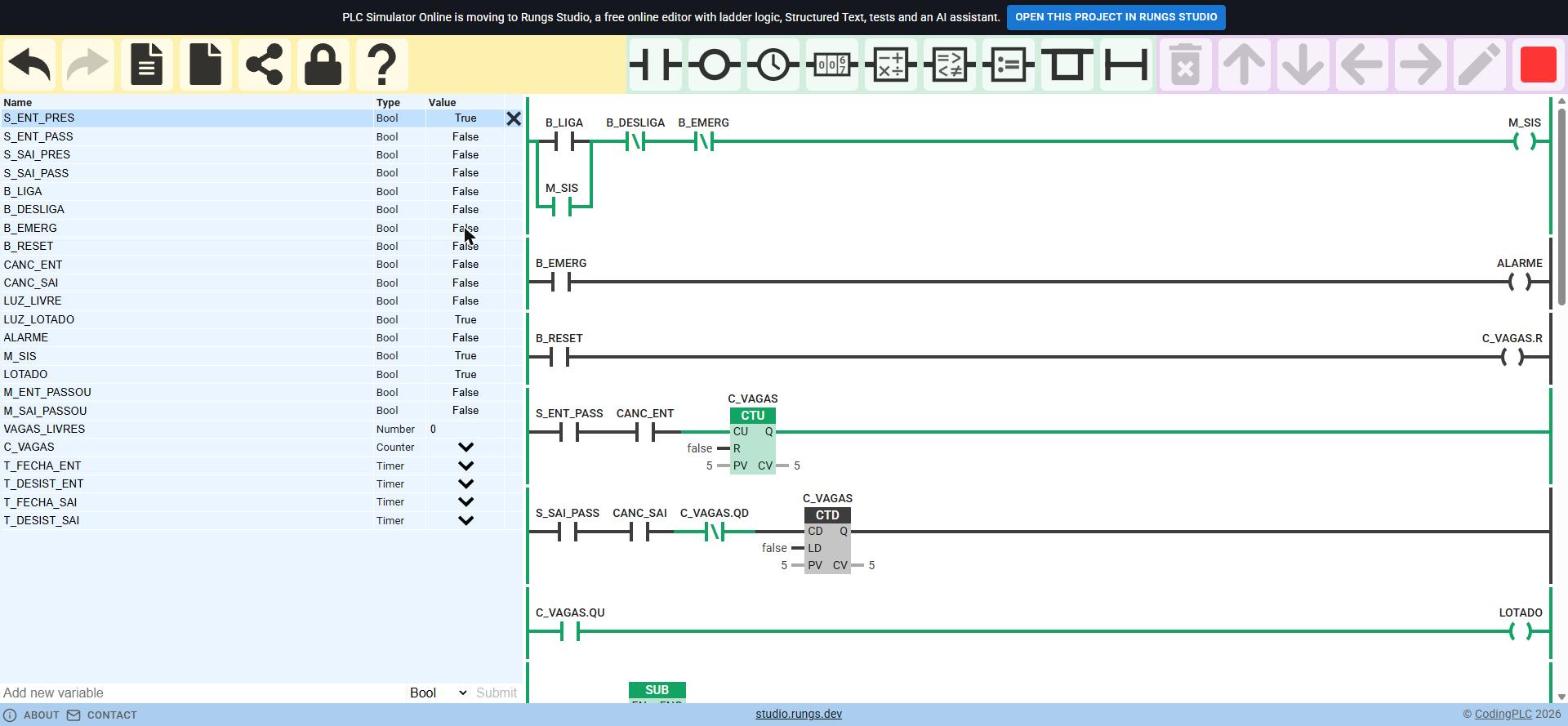 PLC Simulator Online is moving to Rungs Studio, a free online editor with ladder logic, Structured Text, tests and an AI assistant. OPEN THIS PROJECT IN RUNGS STUDIO
Name Type Value
S_ENT_PRES Bool True
S_ENT_PASS Bool False
S_SAI_PRES Bool False
S_SAI_PASS Bool False
B_LIGA Bool False
B_DESLIGA Bool False
B_EMERG Bool False
B_RESET Bool False
CANC_ENT Bool False
CANC_SAI Bool False
LUZ_LIVRE Bool False
LUZ_LOTADO Bool True
ALARME Bool False
M_SIS Bool True
LOTADO Bool True
M_ENT_PASSOU Bool False
M_SAI_PASSOU Bool False
VAGAS_LIVRES Number 0
C_VAGAS Counter
T_FECHA_ENT Timer
T_DESIST_ENT Timer
T_FECHA_SAI Timer
T_DESIST_SAI Timer
Add new variable Bool Submit
B_LIGA B_DESLIGA B_EMERG M_SIS
M_SIS
B_EMERG ALARME
B_RESET C_VAGAS.R
C_VAGAS
S_ENT_PASS CANC_ENT CTU
CU Q
false R
5 PV CV 5
C_VAGAS
S_SAI_PASS CANC_SAI C_VAGAS.QD CTD
CD Q
false LD
5 PV CV 5
C_VAGAS.QU LOTADO
SUB
ABOUT CONTACT studio.rungs.dev © CodingPLC 2026